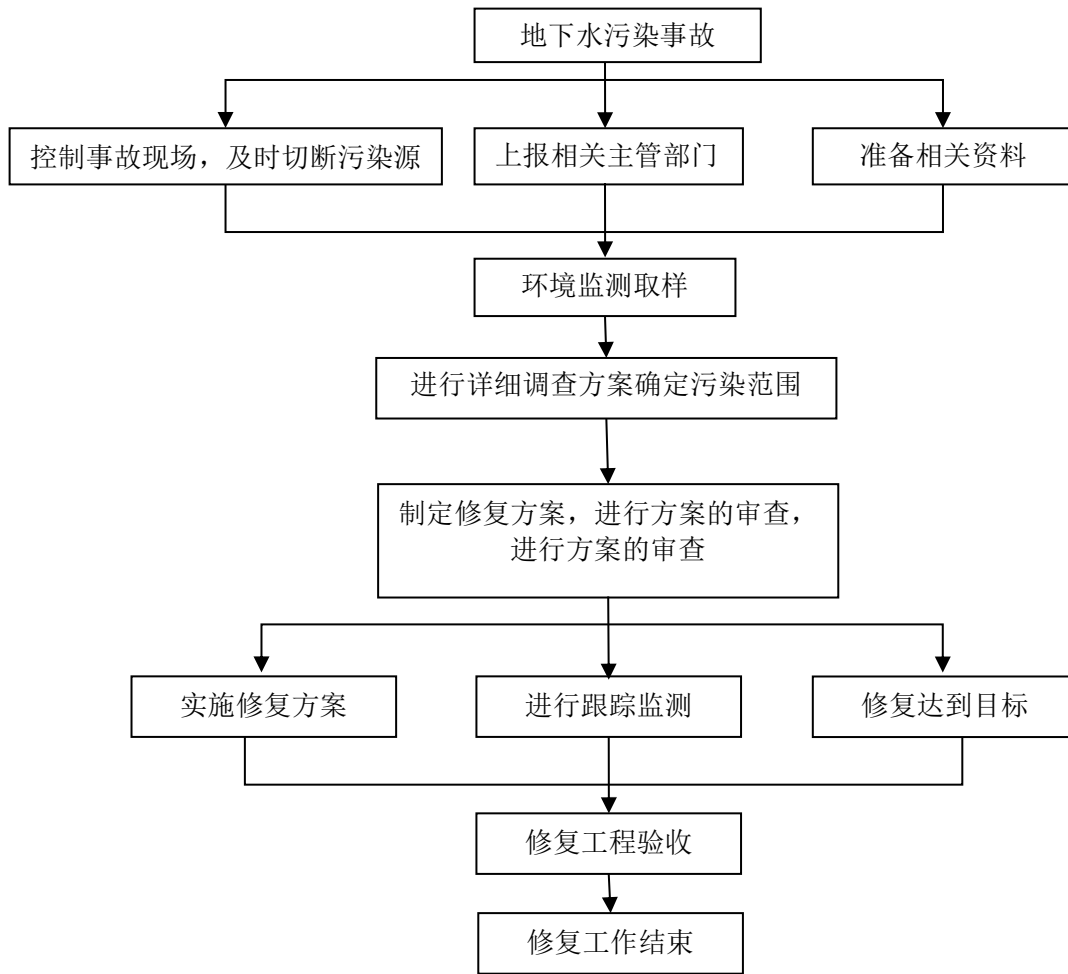 地下水污染事故
控制事故现场，及时切断污染源
上报相关主管部门
准备相关资料
环境监测取样
进行详细调查方案确定污染范围
制定修复方案，进行方案的审查，
进行方案的审查
实施修复方案
进行跟踪监测
修复达到目标
修复工程验收
修复工作结束